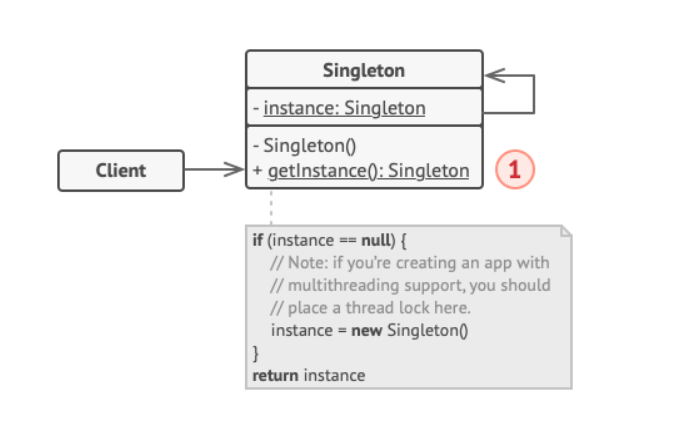 Singleton
- instance: Singleton
- Singleton()
+ getInstance(): Singleton
Client
1
if (instance == null) {
// Note: if you're creating an app with
// multithreading support, you should
// place a thread lock here.
instance = new Singleton()
}
return instance